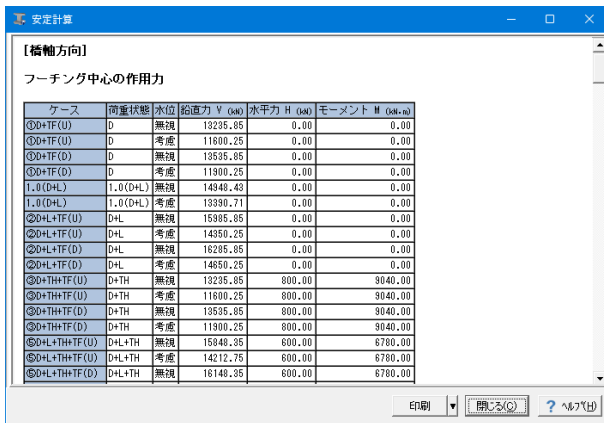 安定計算
[橋軸方向]
フーチング中心の作用力
ケース 荷重状態 水位 鉛直力 V (kN) 水平力 H (kN) モーメント M (kN.m)
①D+TF(U) D 無視 13235.85 0.00 0.00
①D+TF(U) D 考慮 11600.25 0.00 0.00
①D+TF(D) D 無視 13535.85 0.00 0.00
①D+TF(D) D 考慮 11900.25 0.00 0.00
1.0(D+L) 1.0(D+L) 無視 14948.43 0.00 0.00
1.0(D+L) 1.0(D+L) 考慮 13390.71 0.00 0.00
②D+L+TF(U) D+L 無視 15985.85 0.00 0.00
②D+L+TF(U) D+L 考慮 14350.25 0.00 0.00
②D+L+TF(D) D+L 無視 16285.85 0.00 0.00
②D+L+TF(D) D+L 考慮 14650.25 0.00 0.00
③D+TH+TF(U) D+TH 無視 13235.85 800.00 9040.00
③D+TH+TF(U) D+TH 考慮 11600.25 800.00 9040.00
③D+TH+TF(D) D+TH 無視 13535.85 800.00 9040.00
③D+TH+TF(D) D+TH 考慮 11900.25 800.00 9040.00
⑤D+L+TH+TF(U) D+L+TH 無視 15848.35 600.00 6780.00
⑤D+L+TH+TF(U) D+L+TH 考慮 14212.75 600.00 6780.00
⑤D+L+TH+TF(D) D+L+TH 無視 16148.35 600.00 6780.00
印刷 閉じる(C) ? ヘルプ(H)